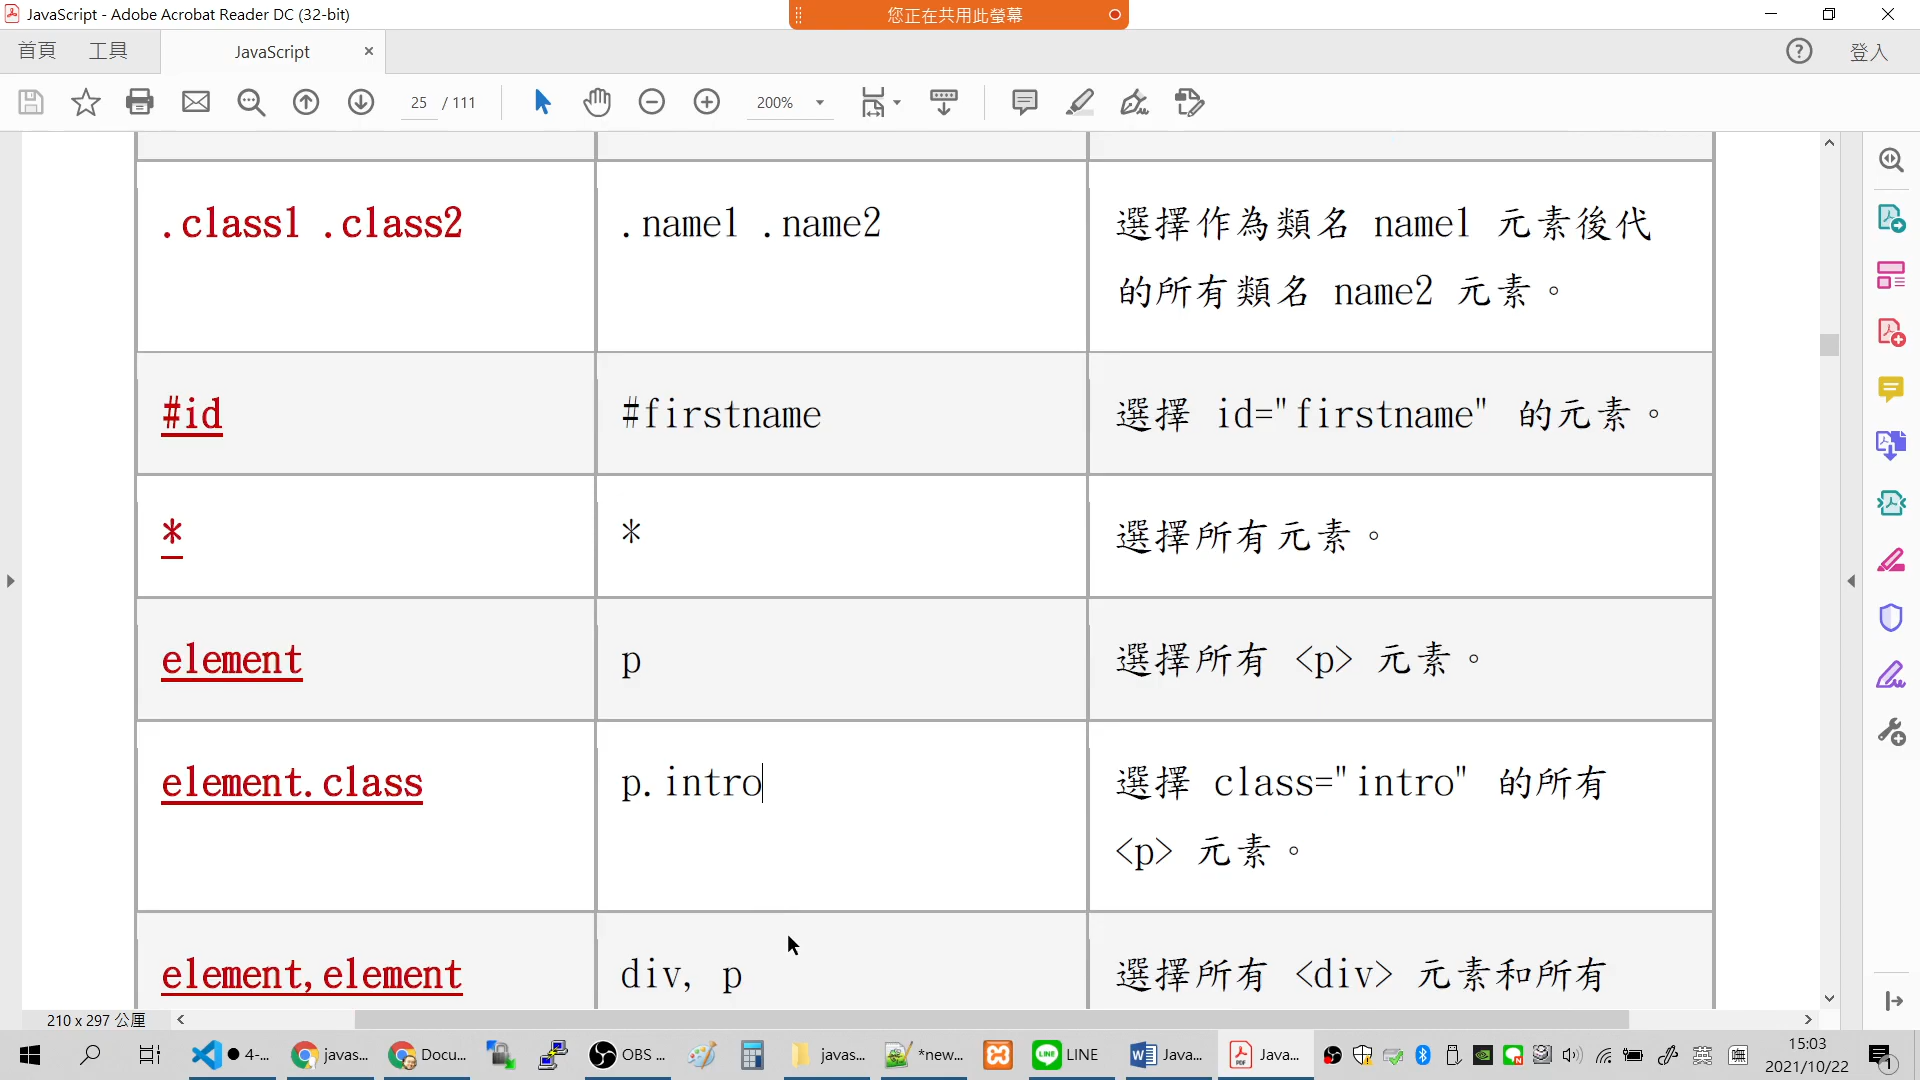 JavaScript - Adobe Acrobat Reader DC (32-bit)
您正在共用此螢幕
首頁
工具
JavaScript
登入
25
/ 111
200%
.class1 .class2
.name1 .name2
選擇作為類名 name1 元素後代
的所有類名 name2 元素。
#id
#firstname
選擇 id="firstname" 的元素。
*
*
選擇所有元素。
element
p
選擇所有 <p> 元素。
element.class
p.intro
選擇 class="intro" 的所有
<p> 元素。
element,element
div, p
選擇所有 <div> 元素和所有
210 x 297 公厘
4-...
javas...
Docu...
OBS ...
javas...
*new...
LINE
Java...
Java...
英
15:03
2021/10/22
1